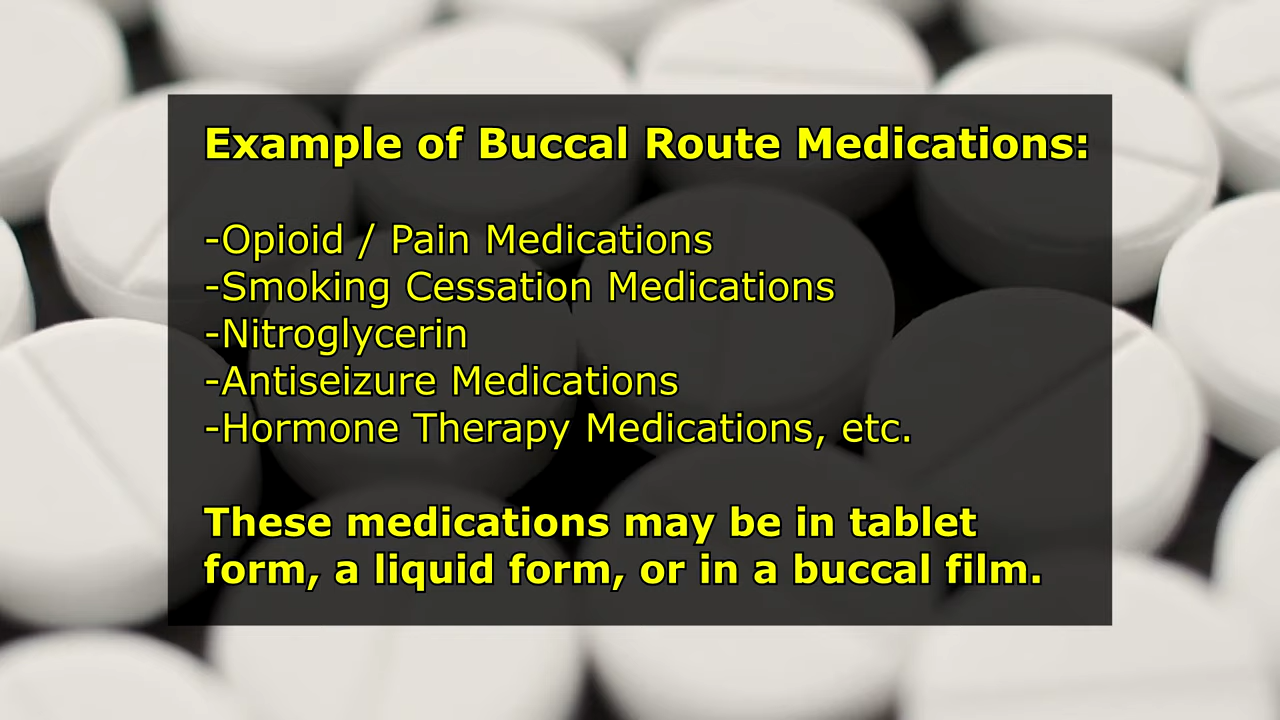 Example of Buccal Route Medications:
-Opioid / Pain Medications
-Smoking Cessation Medications
-Nitroglycerin
-Antiseizure Medications
-Hormone Therapy Medications, etc.
These medications may be in tablet
form, a liquid form, or in a buccal film.